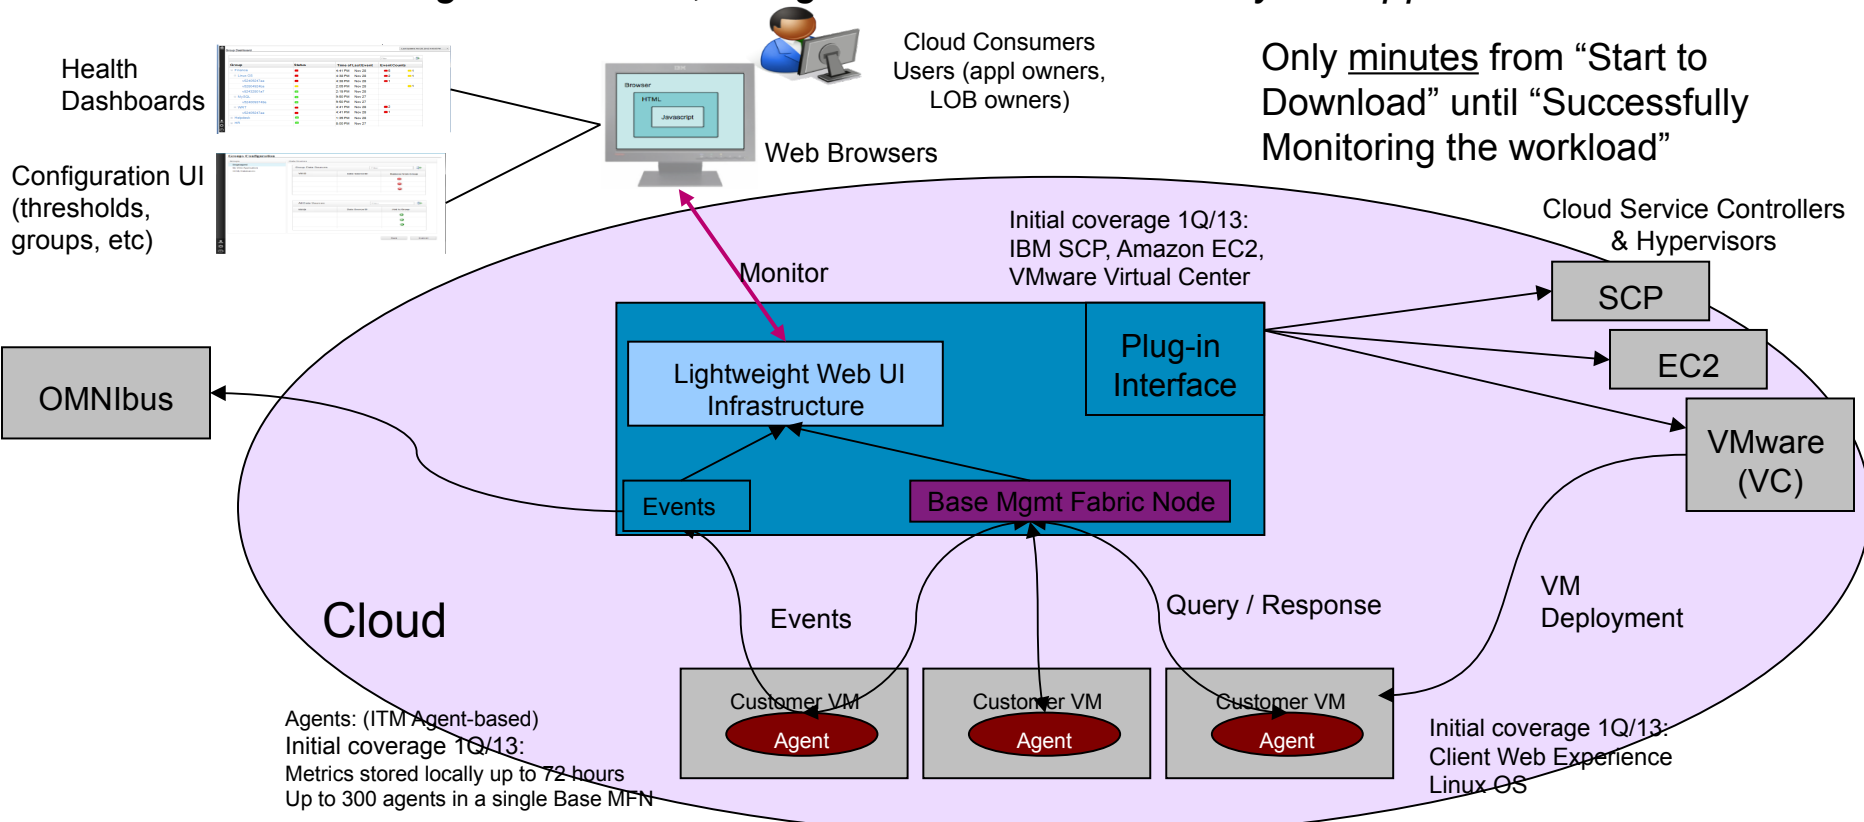 Health
Dashboards
Configuration UI
(thresholds,
groups, etc)
Browser
HTML
Javascript
Cloud Consumers
Users (appl owners,
LOB owners)
Web Browsers
Only minutes from “Start to
Download” until “Successfully
Monitoring the workload”
Monitor
Initial coverage 1Q/13:
IBM SCP, Amazon EC2,
VMware Virtual Center
Cloud Service Controllers
& Hypervisors
SCP
EC2
VMware
(VC)
OMNIbus
Lightweight Web UI
Infrastructure
Plug-in
Interface
Events
Base Mgmt Fabric Node
Cloud
Events
Query / Response
VM
Deployment
Customer VM
Agent
Customer VM
Agent
Customer VM
Agent
Agents: (ITM Agent-based)
Initial coverage 1Q/13:
Metrics stored locally up to 72 hours
Up to 300 agents in a single Base MFN
Initial coverage 1Q/13:
Client Web Experience
Linux OS